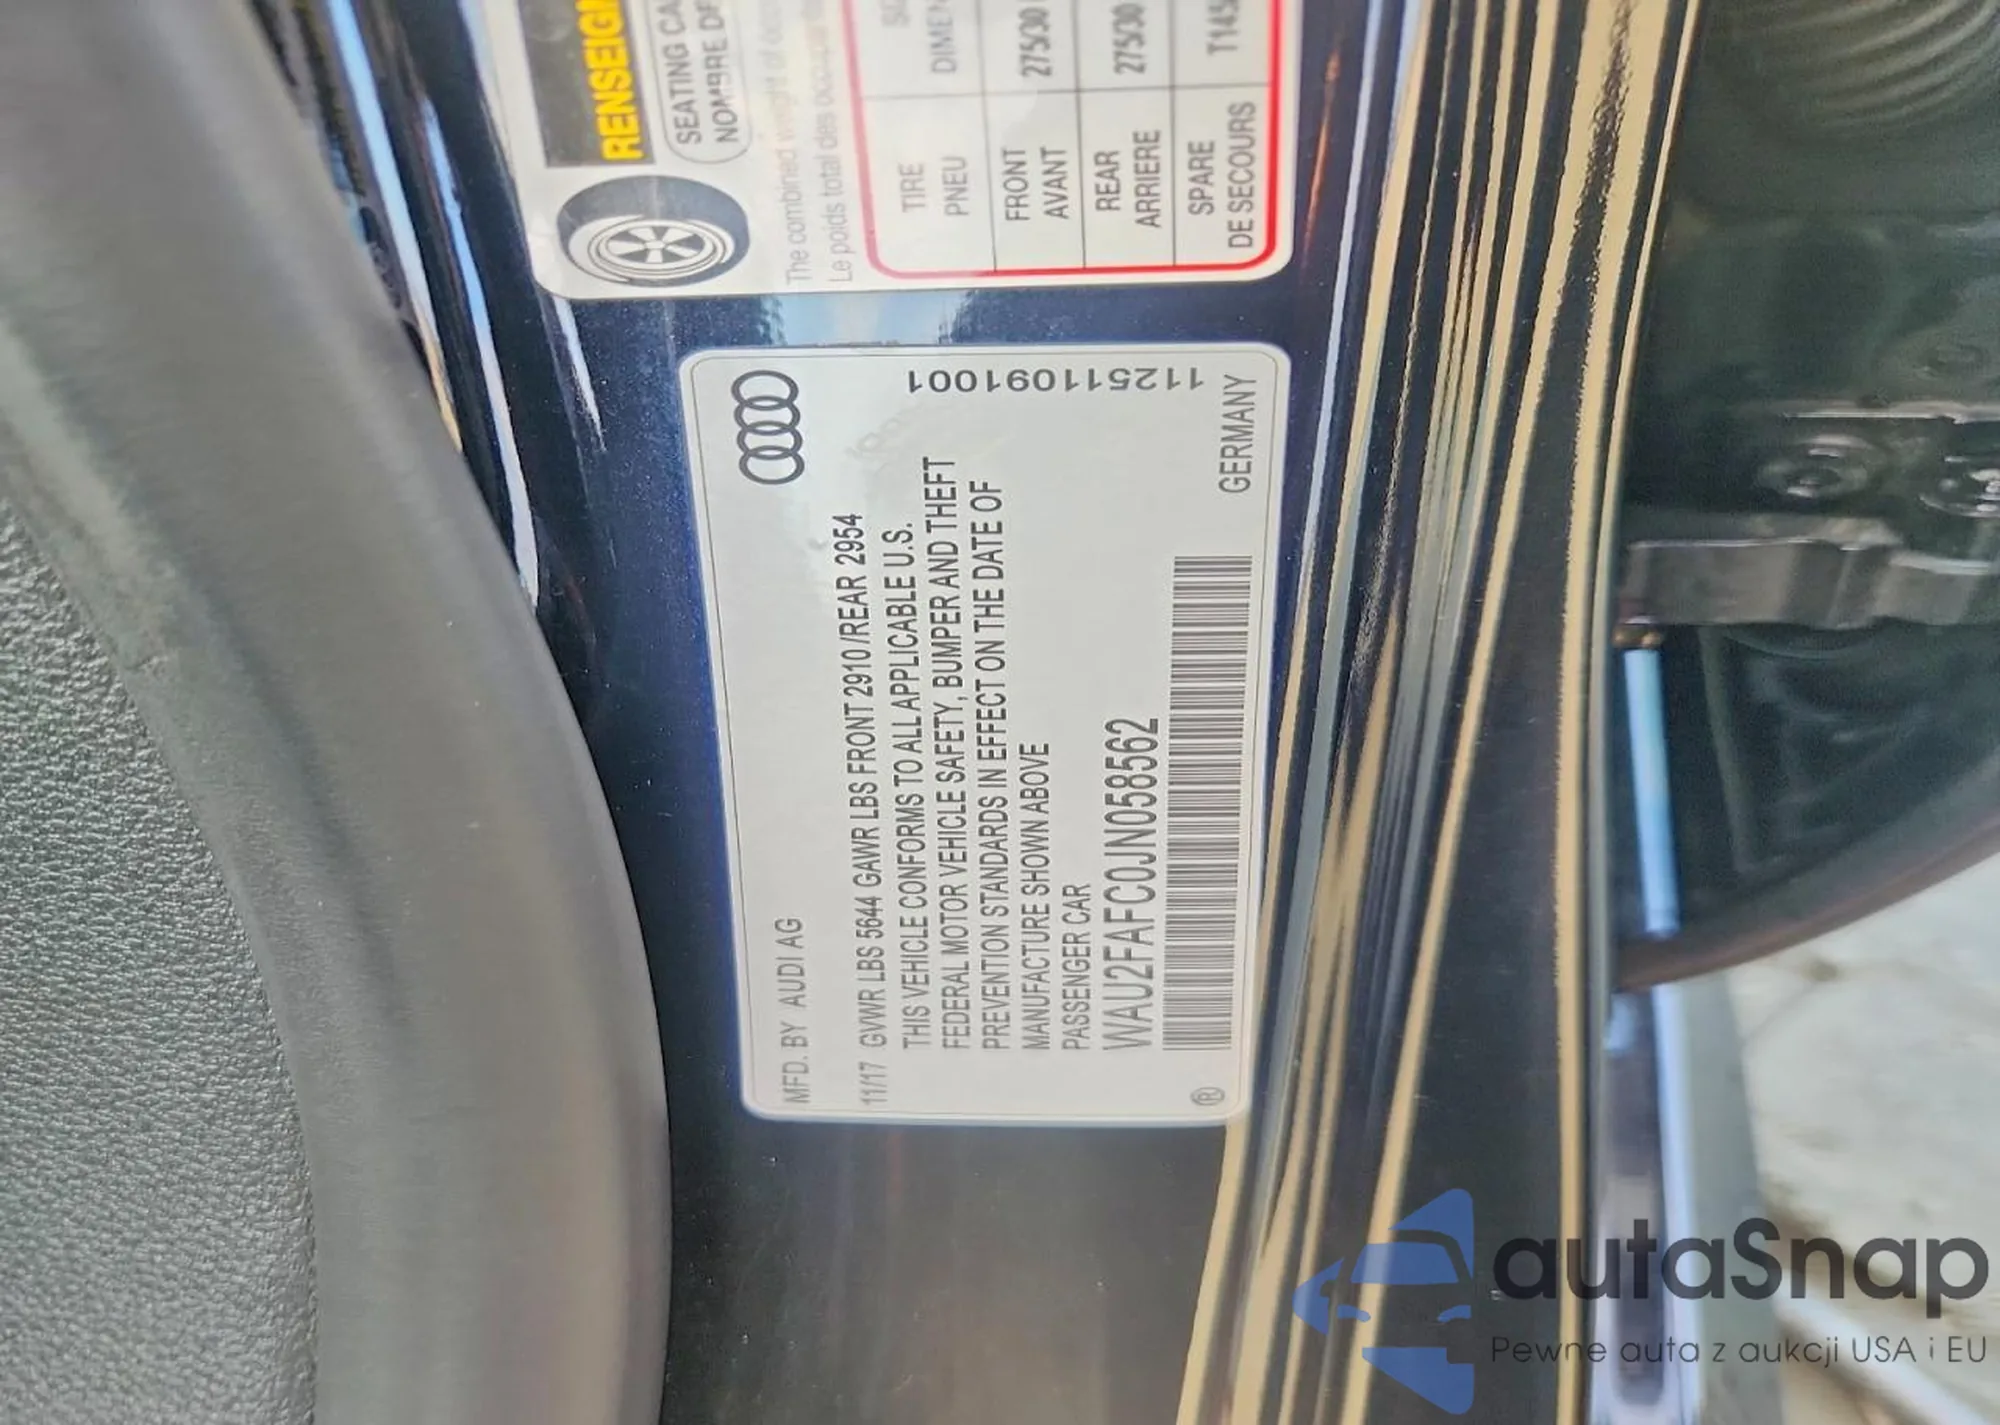 RENSEIGN
SEATING CA
NOMBRE DE
The combined weight of occu
Le poids total des occupa
TIRE
PNEU
DIMEN
FRONT
AVANT
275/30
REAR
ARRIERE
275/30
SPARE
DE SECOURS
T145
MFD. BY AUDI AG
11/17 GVWR LBS 5644 GAWR LBS FRONT 2910 /REAR 2954
THIS VEHICLE CONFORMS TO ALL APPLICABLE U.S.
FEDERAL MOTOR VEHICLE SAFETY, BUMPER AND THEFT
PREVENTION STANDARDS IN EFFECT ON THE DATE OF
MANUFACTURE SHOWN ABOVE
PASSENGER CAR
WAU2FAFC0JN058562
®
GERMANY
112511091001
autaSnap
Pewne auta z aukcji USA i EU